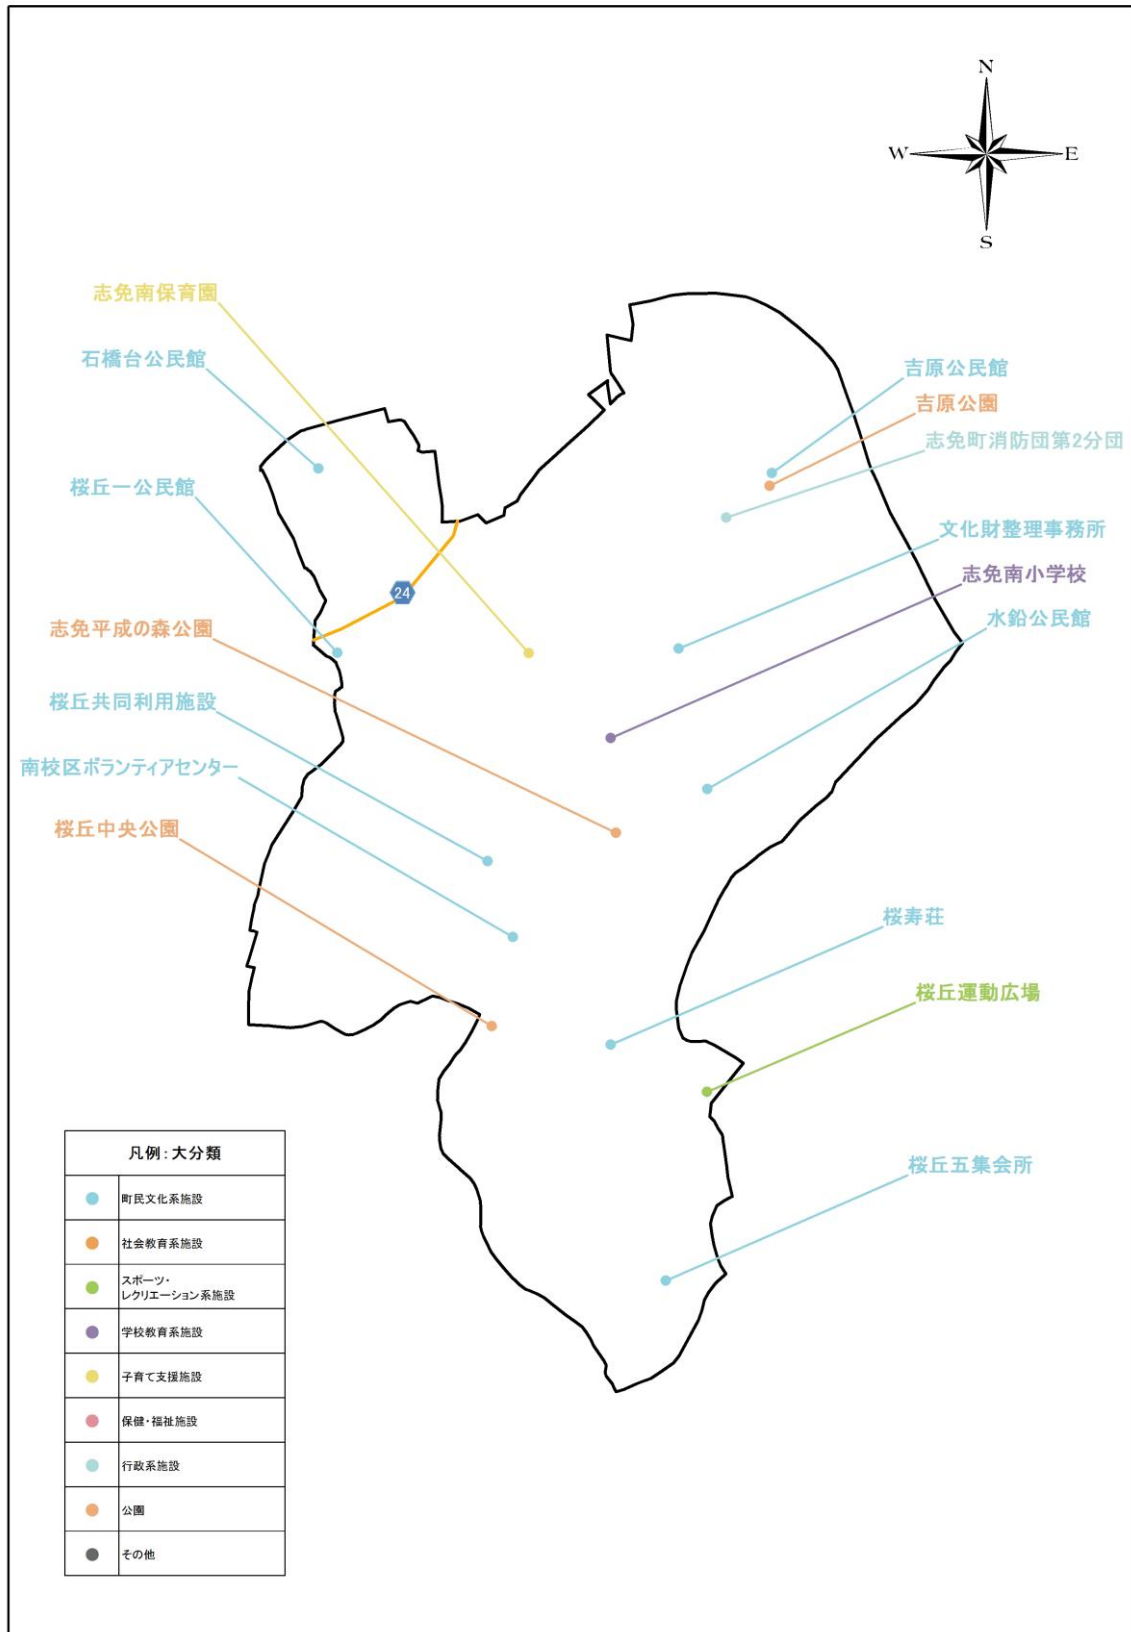 N
W
E
S
志免南保育園
石橋台公民館
桜丘一公民館
志免平成の森公園
桜丘共同利用施設
南校区ボランティアセンター
桜丘中央公園
24
吉原公民館
吉原公園
志免町消防団第2分団
文化財整理事務所
志免南小学校
水鉛公民館
桜寿荘
桜丘運動広場
桜丘五集会所
凡例:大分類
町民文化系施設
社会教育系施設
スポーツ・
レクリエーション系施設
学校教育系施設
子育て支援施設
保健・福祉施設
行政系施設
公園
その他